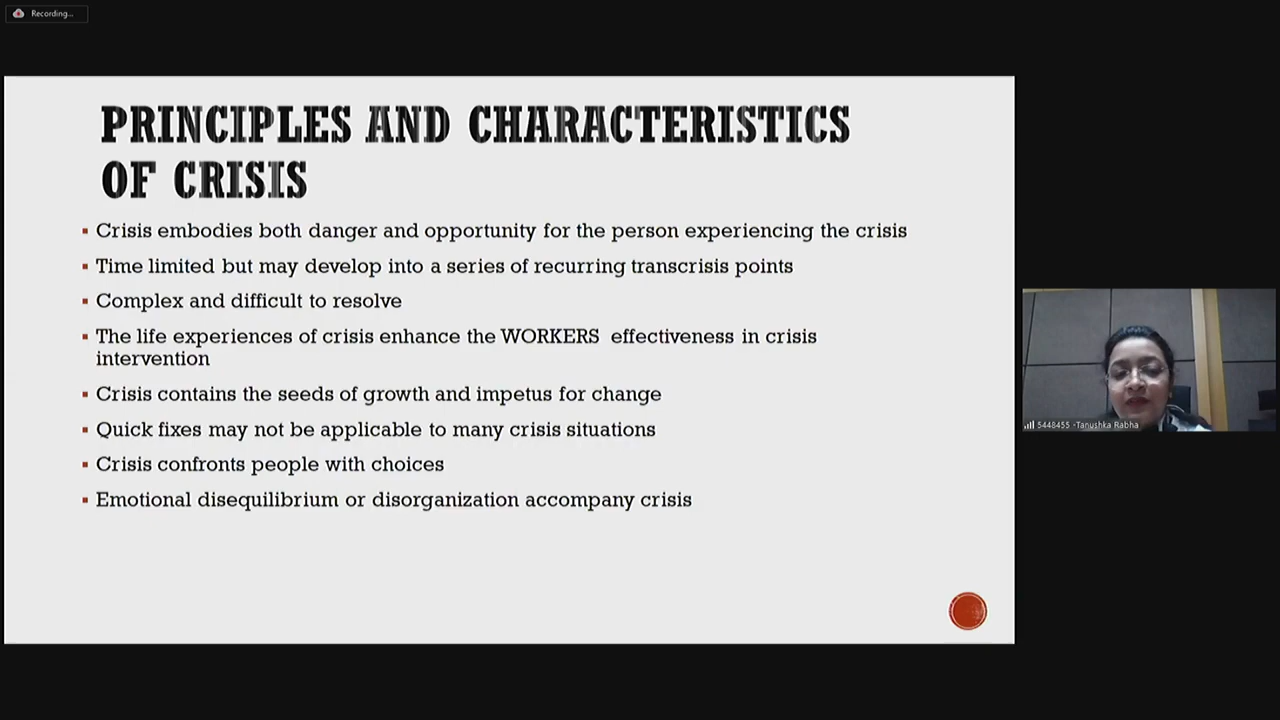 Recording...
PRINCIPLES AND CHARACTERISTICS
OF CRISIS
▪ Crisis embodies both danger and opportunity for the person experiencing the crisis
▪ Time limited but may develop into a series of recurring transcrisis points
▪ Complex and difficult to resolve
▪ The life experiences of crisis enhance the WORKERS effectiveness in crisis
intervention
▪ Crisis contains the seeds of growth and impetus for change
▪ Quick fixes may not be applicable to many crisis situations
▪ Crisis confronts people with choices
▪ Emotional disequilibrium or disorganization accompany crisis
5448455 -Tanushka Rabha